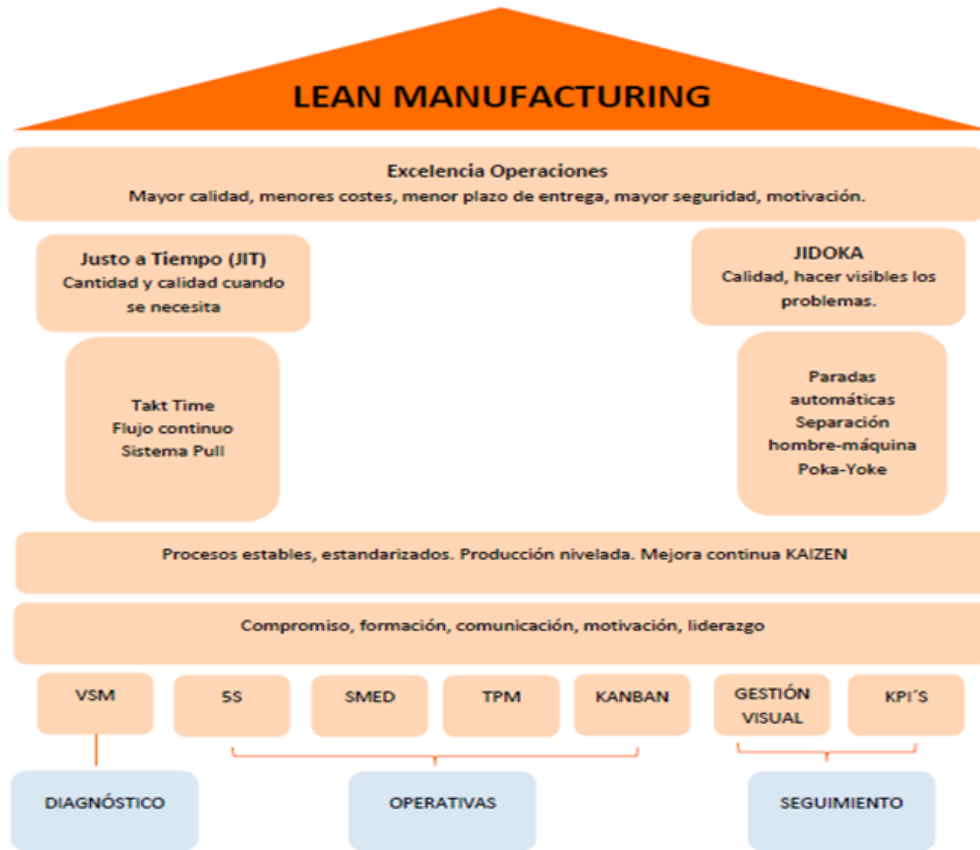 LEAN MANUFACTURING
Excelencia Operaciones
Mayor calidad, menores costes, menor plazo de entrega, mayor seguridad, motivación.
Justo a Tiempo (JIT)
Cantidad y calidad cuando
se necesita
JIDOKA
Calidad, hacer visibles los
problemas.
Takt Time
Flujo continuo
Sistema Pull
Paradas
automáticas
Separación
hombre-máquina
Poka-Yoke
Procesos estables, estandarizados. Producción nivelada. Mejora continua KAIZEN
Compromiso, formación, comunicación, motivación, liderazgo
VSM
5S
SMED
TPM
KANBAN
GESTIÓN
VISUAL
KPI´S
DIAGNÓSTICO
OPERATIVAS
SEGUIMIENTO